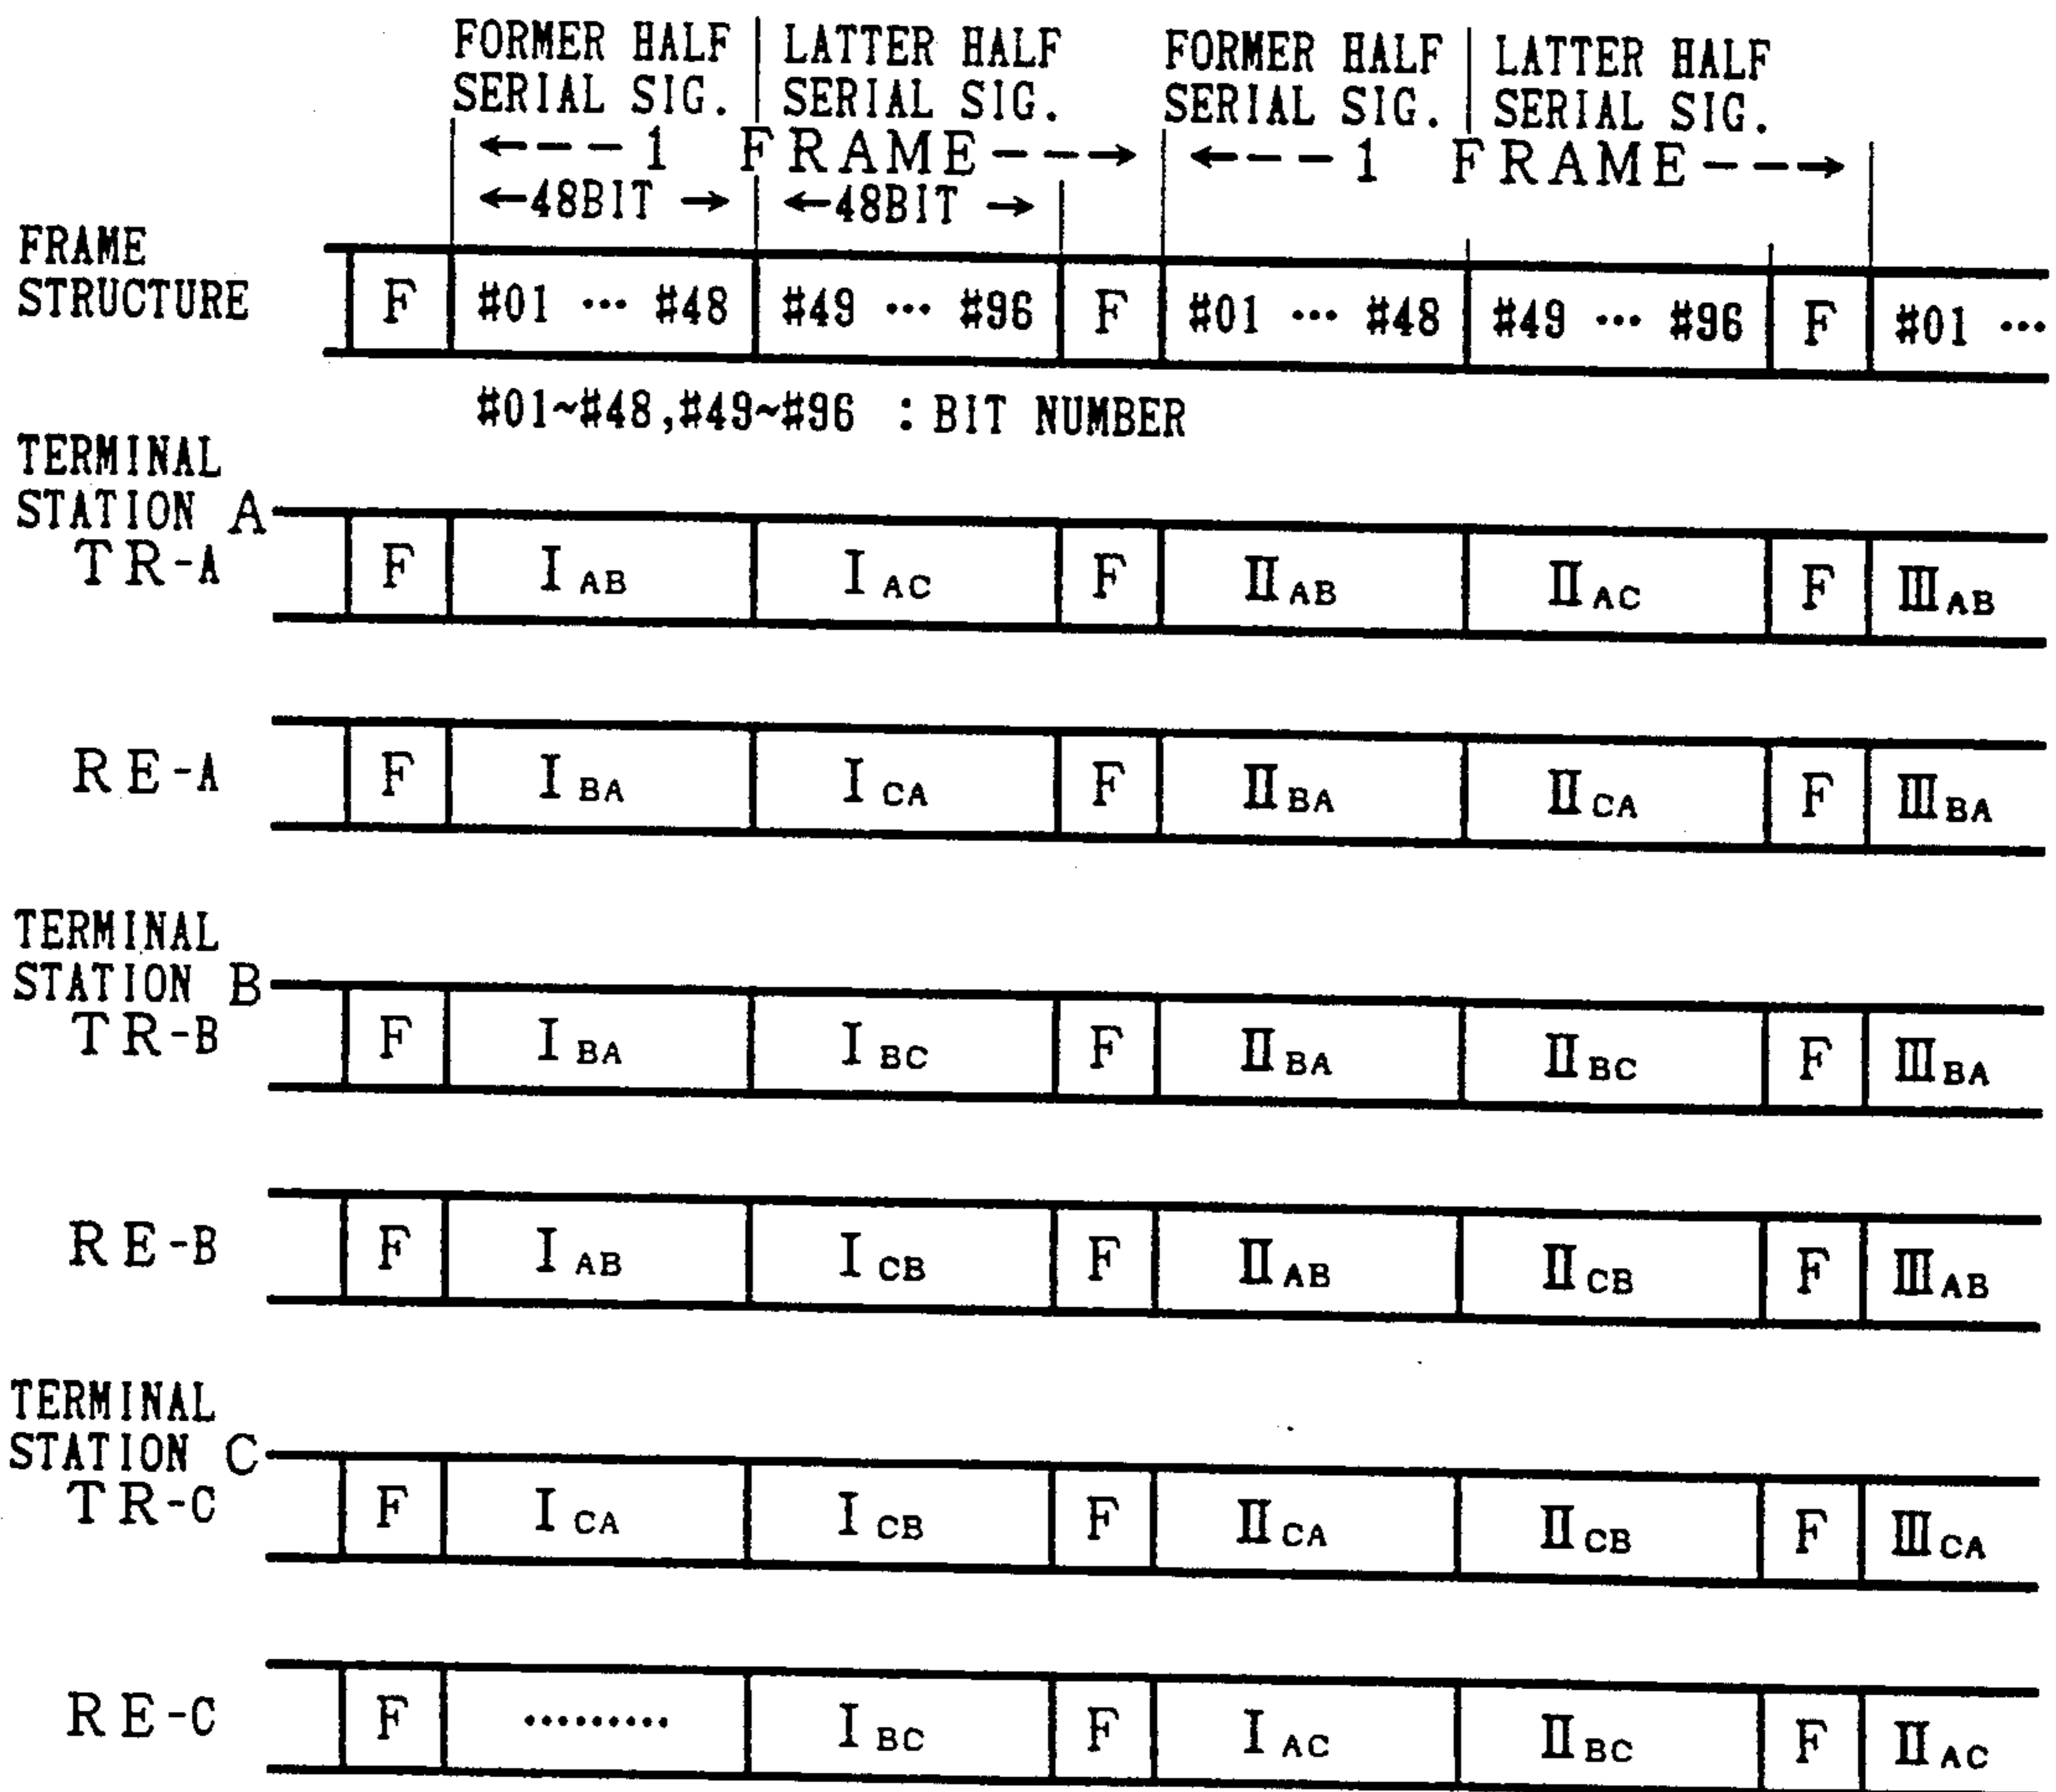 FORMER HALF LATTER HALF FORMER HALF LATTER HALF
SERIAL SIG. SERIAL SIG. SERIAL SIG. SERIAL SIG.
←---1 FRAME---→ ←---1 FRAME---→
←48BIT → ←48BIT →
FRAME
STRUCTURE
F #01 ··· #48 #49 ··· #96 F #01 ··· #48 #49 ··· #96 F #01 ···
#01~#48,#49~#96 : BIT NUMBER
TERMINAL
STATION A
TR-A F I AB I AC F II AB II AC F III AB
RE-A F I BA I CA F II BA II CA F III BA
TERMINAL
STATION B
TR-B F I BA I BC F II BA II BC F III BA
RE-B F I AB I CB F II AB II CB F III AB
TERMINAL
STATION C
TR-C F I CA I CB F II CA II CB F III CA
RE-C F ········· I BC F I AC II BC F II AC